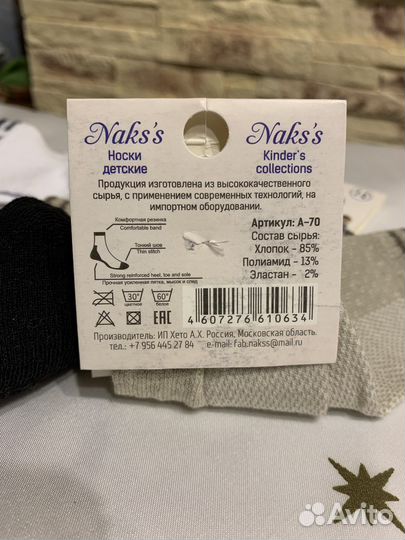 Naks's
Носки
детские
Naks's
Kinder's
collections
Продукция изготовлена из высококачественного
сырья, с применением современных технологий, на
импортном оборудовании.
Комфортная резинка
Comfortable band
Тонкий шов
Thin stitch
Strong reinforced heel, toe and sole
Прочная усиленная пятка, мысок и след
Артикул: А-70
Состав сырья:
Хлопок - 85%
Полиамид - 13%
Эластан - 2%
30°
цветное
60°
белое
ЕАС
4 607276 610634
Производитель: ИП Хето А.Х. Россия, Московская область.
тел.: +7 956 445 27 84 e-mail: fab.nakss@mail.ru
Avito